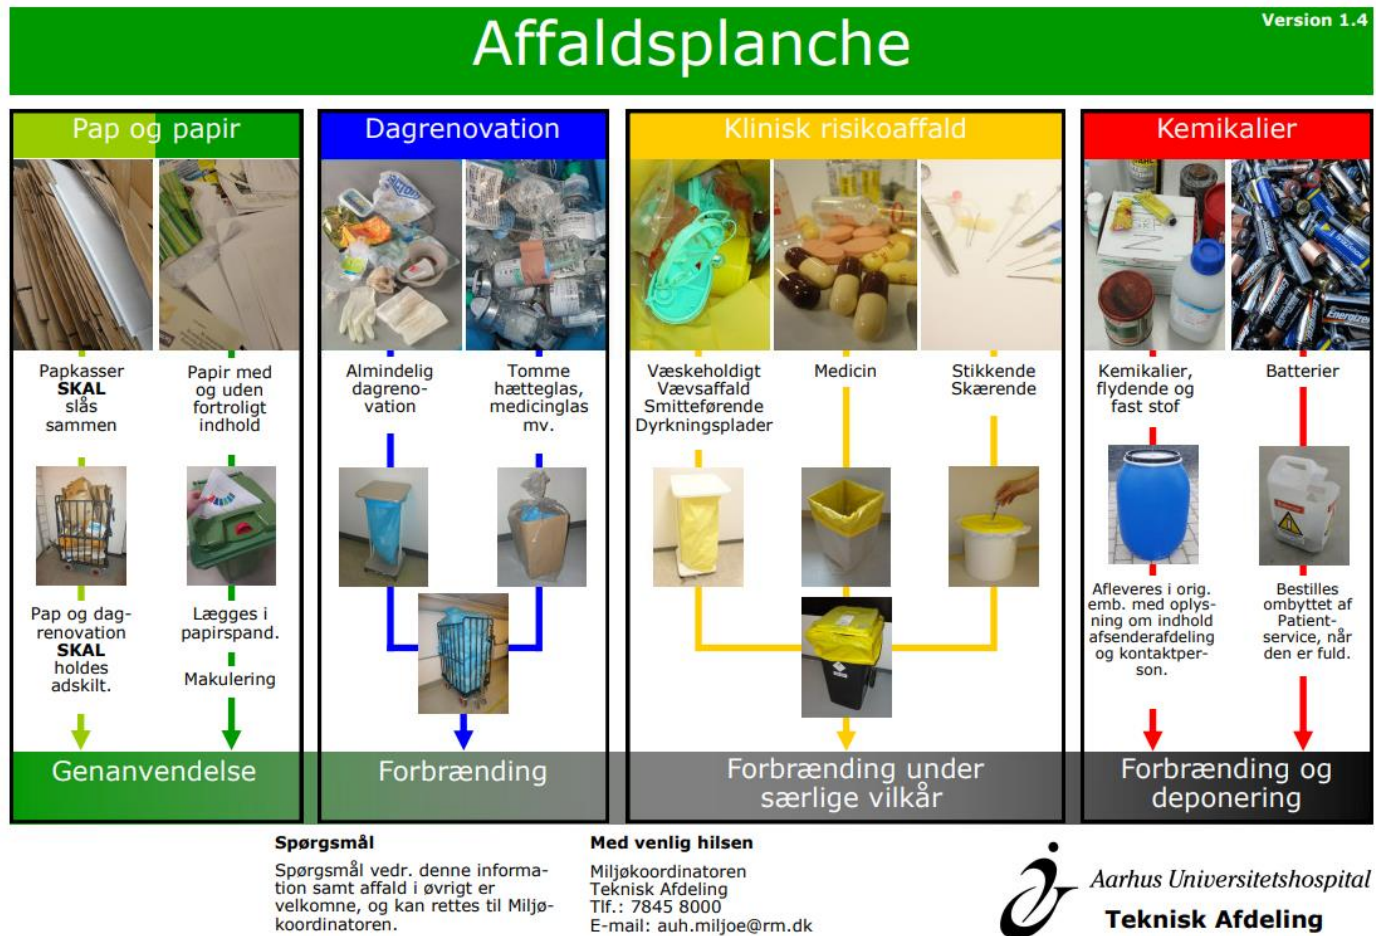 Affaldsplanche
Version 1.4
Pap og papir
Papkasser
SKAL
slås
sammen
Papir med
og uden
fortroligt
indhold
Pap og dag-
renovation
SKAL
holdes
adskilt.
Lægges i
papirspand.
Makulering
Genanvendelse
Dagrenovation
Almindelig
dagreno-
vation
Tomme
hætteglas,
medicinglas
mv.
Forbrænding
Klinisk risikoaffald
Væskeholdigt
Vævsaffald
Smitteførende
Dyrkningsplader
Medicin
Stikkende
Skærende
Forbrænding under
særlige vilkår
Kemikalier
Energizer
Kemikalier,
flydende og
fast stof
Batterier
Afleveres i orig.
emb. med oplys-
ning om indhold
afsenderafdeling
og kontaktper-
son.
Bestilles
ombyttet af
Patient-
service, når
den er fuld.
Forbrænding og
deponering
Spørgsmål
Spørgsmål vedr. denne informa-
tion samt affald i øvrigt er
velkomne, og kan rettes til Miljø-
koordinatoren.
Med venlig hilsen
Miljøkoordinatoren
Teknisk Afdeling
Tlf.: 7845 8000
E-mail: auh.miljoe@rm.dk
Aarhus Universitetshospital
Teknisk Afdeling